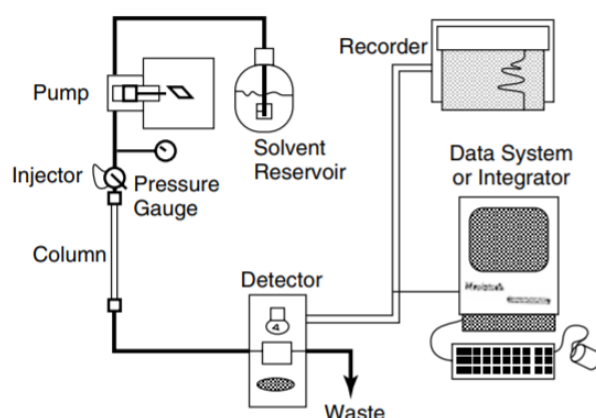 Recorder
Pump
Solvent
Reservoir
Data System
or Integrator
Injector
Pressure
Gauge
Column
Detector
4
Waste